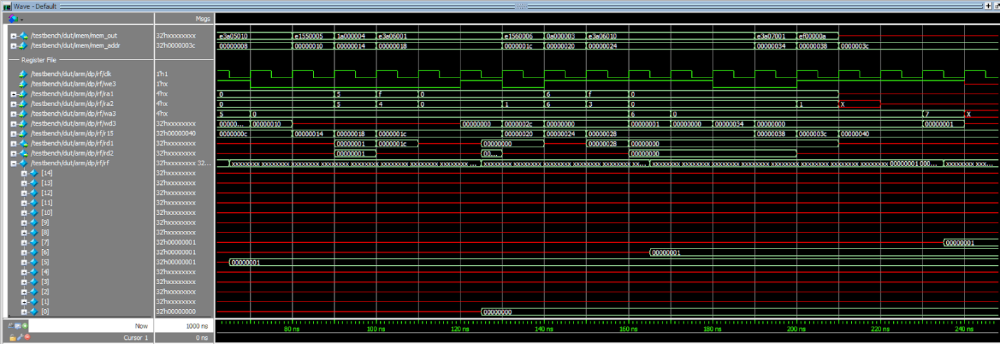 Wave - Default
Msgs
/testbench/dut/imem/mem_out 32'hxxxxxxxx e3a05010 e1550005 1a000004 e3a06001 e1560006 0a000003 e3a06010 e3a07001 ef00000a
/testbench/dut/imem/mem_addr 32'h0000003c 00000008 00000010 00000014 00000018 0000001c 00000020 00000024 00000034 00000038 0000003c
Register File
/testbench/dut/arm/dp/rf/clk 1'h1
/testbench/dut/arm/dp/rf/we3 1'hx
/testbench/dut/arm/dp/rf/ra1 4'hx 0 5 f 0 6 f 0
/testbench/dut/arm/dp/rf/ra2 4'hx 0 5 4 0 1 6 3 0 1 X
/testbench/dut/arm/dp/rf/wa3 4'hx 5 0 6 0 7 X
/testbench/dut/arm/dp/rf/wd3 32'hxxxxxxxx 00000... 00000010 00000000 0000002c 00000000 00000001 00000000 00000034 00000000 00000001
/testbench/dut/arm/dp/rf/r15 32'h00000040 0000000c 00000014 00000018 0000001c 00000020 00000024 00000028 00000038 0000003c 00000040
/testbench/dut/arm/dp/rf/rd1 32'hxxxxxxxx 00000001 0000001c 00000000 00000028 00000000
/testbench/dut/arm/dp/rf/rd2 32'hxxxxxxxx 00000001 00... 00000000
/testbench/dut/arm/dp/rf/rf 32'hxxxxxxxx 32... xxxxxxxx xxxxxxxx xxxxxxxx xxxxxxxx xxxxxxxx xxxxxxxx ... xxxxxxxx xxxxxxxx xxxxxxxx xxxxxxxx xx... xxxxxxxx xxxxxxxx xxxxxxxx xxxxxxxx xxxxxxxx xxxxxxxx xxxxxxxx 00000001 000... xxxxxxxx xxx...
[14] 32'hxxxxxxxx
[13] 32'hxxxxxxxx
[12] 32'hxxxxxxxx
[11] 32'hxxxxxxxx
[10] 32'hxxxxxxxx
[9] 32'hxxxxxxxx
[8] 32'hxxxxxxxx
[7] 32'h00000001 00000001
[6] 32'h00000001 00000001
[5] 32'h00000001 00000001
[4] 32'hxxxxxxxx
[3] 32'hxxxxxxxx
[2] 32'hxxxxxxxx
[1] 32'hxxxxxxxx
[0] 32'h00000000 00000000
Now 1000 ns 80 ns 100 ns 120 ns 140 ns 160 ns 180 ns 200 ns 220 ns 240 ns
Cursor 1 0 ns